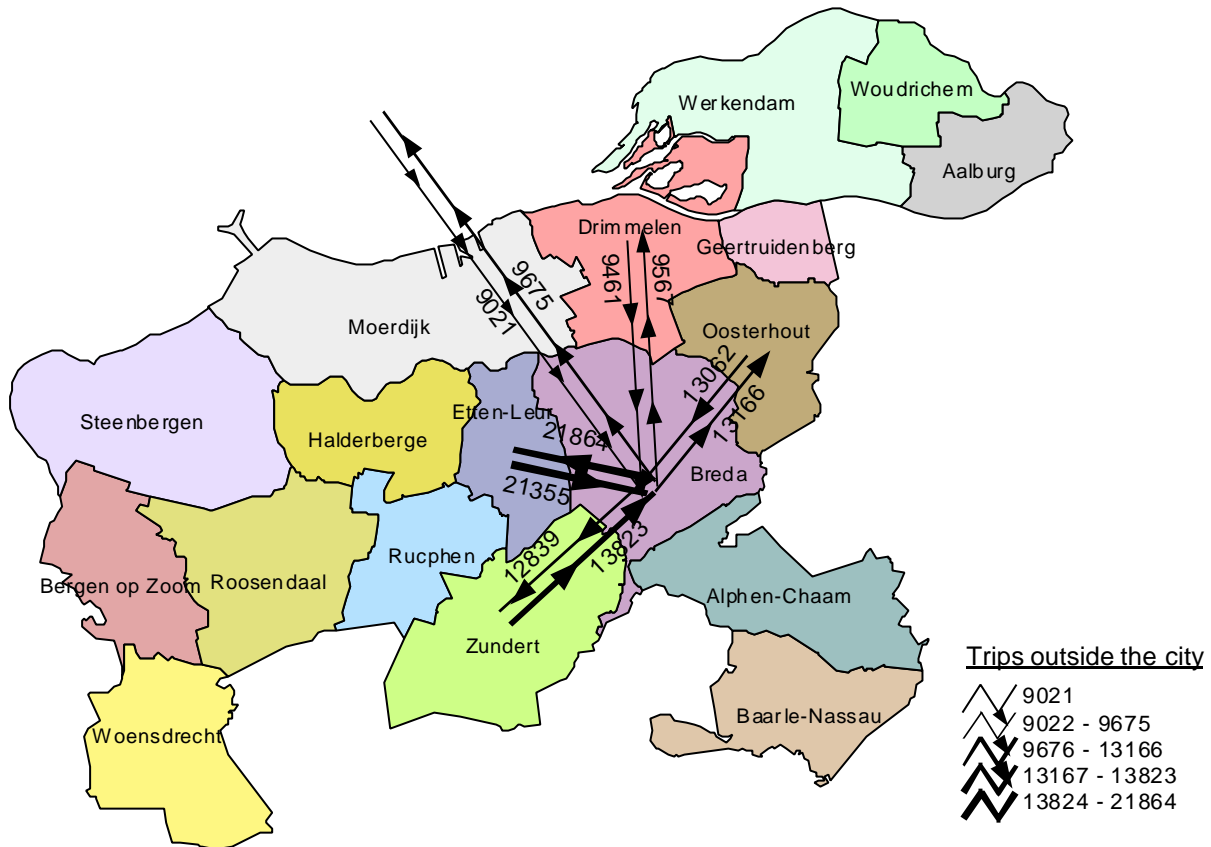 Woudrichem
Werkendam
Aalburg
Drimmelen
Geertruidenberg
9675
9461
9567
9021
Moerdijk
Oosterhout
13062
13166
Steenbergen
Etten-Leur
Halderberge
21864
Breda
21355
12839
13823
Rucphen
Bergen op Zoom
Roosendaal
Alphen-Chaam
Zundert
Baarle-Nassau
Woensdrecht
Trips outside the city
9021
9022 - 9675
9676 - 13166
13167 - 13823
13824 - 21864